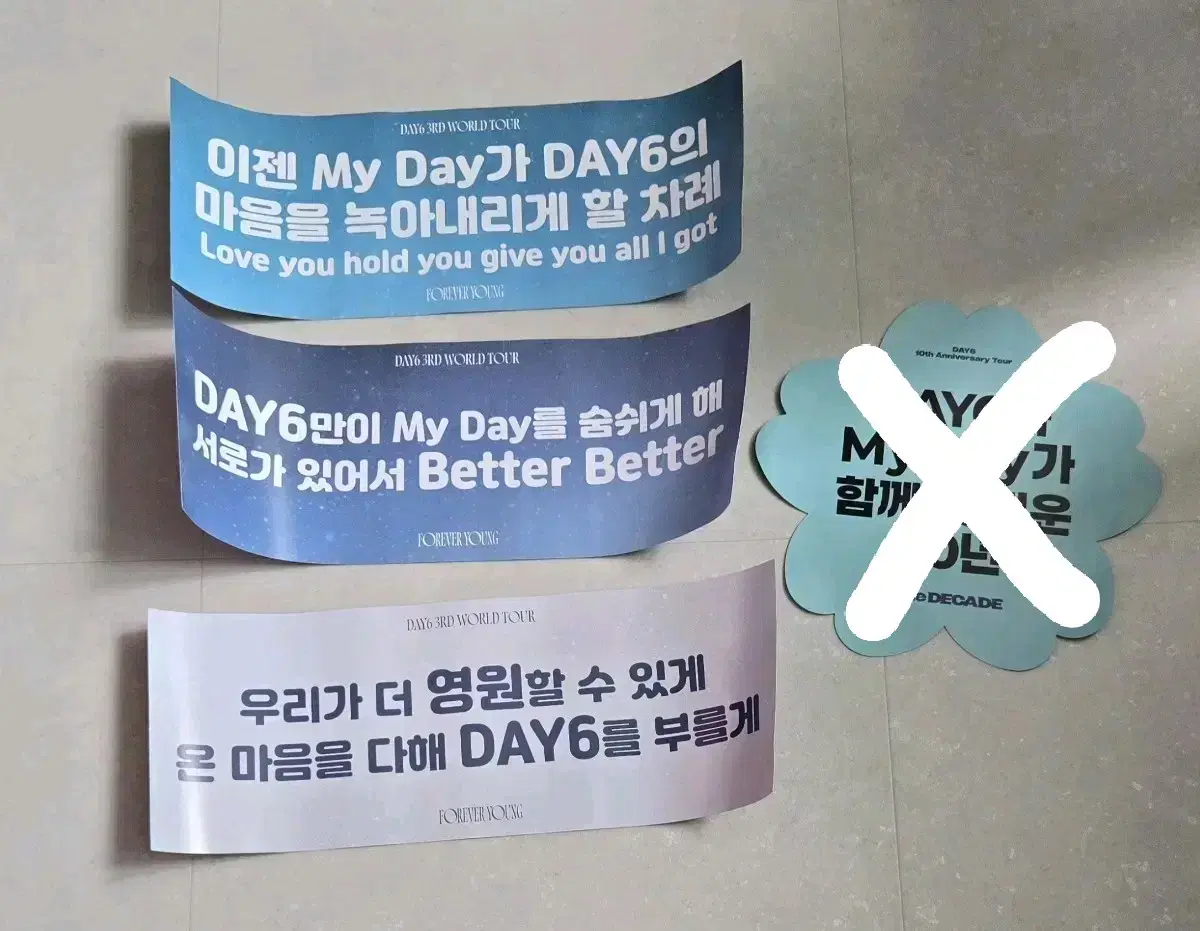 DAY6 3RD WORLD TOUR
이젠 My Day가 DAY6의
마음을 녹아내리게 할 차례
Love you hold you give you all I got
FOREVER YOUNG
DAY6 3RD WORLD TOUR
DAY6만이 My Day를 숨쉬게 해
서로가 있어서 Better Better
FOREVER YOUNG
DAY6 3RD WORLD TOUR
우리가 더 영원할 수 있게
온 마음을 다해 DAY6를 부를게
FOREVER YOUNG
DAY6
10th Anniversary Tour
함께
DECADE